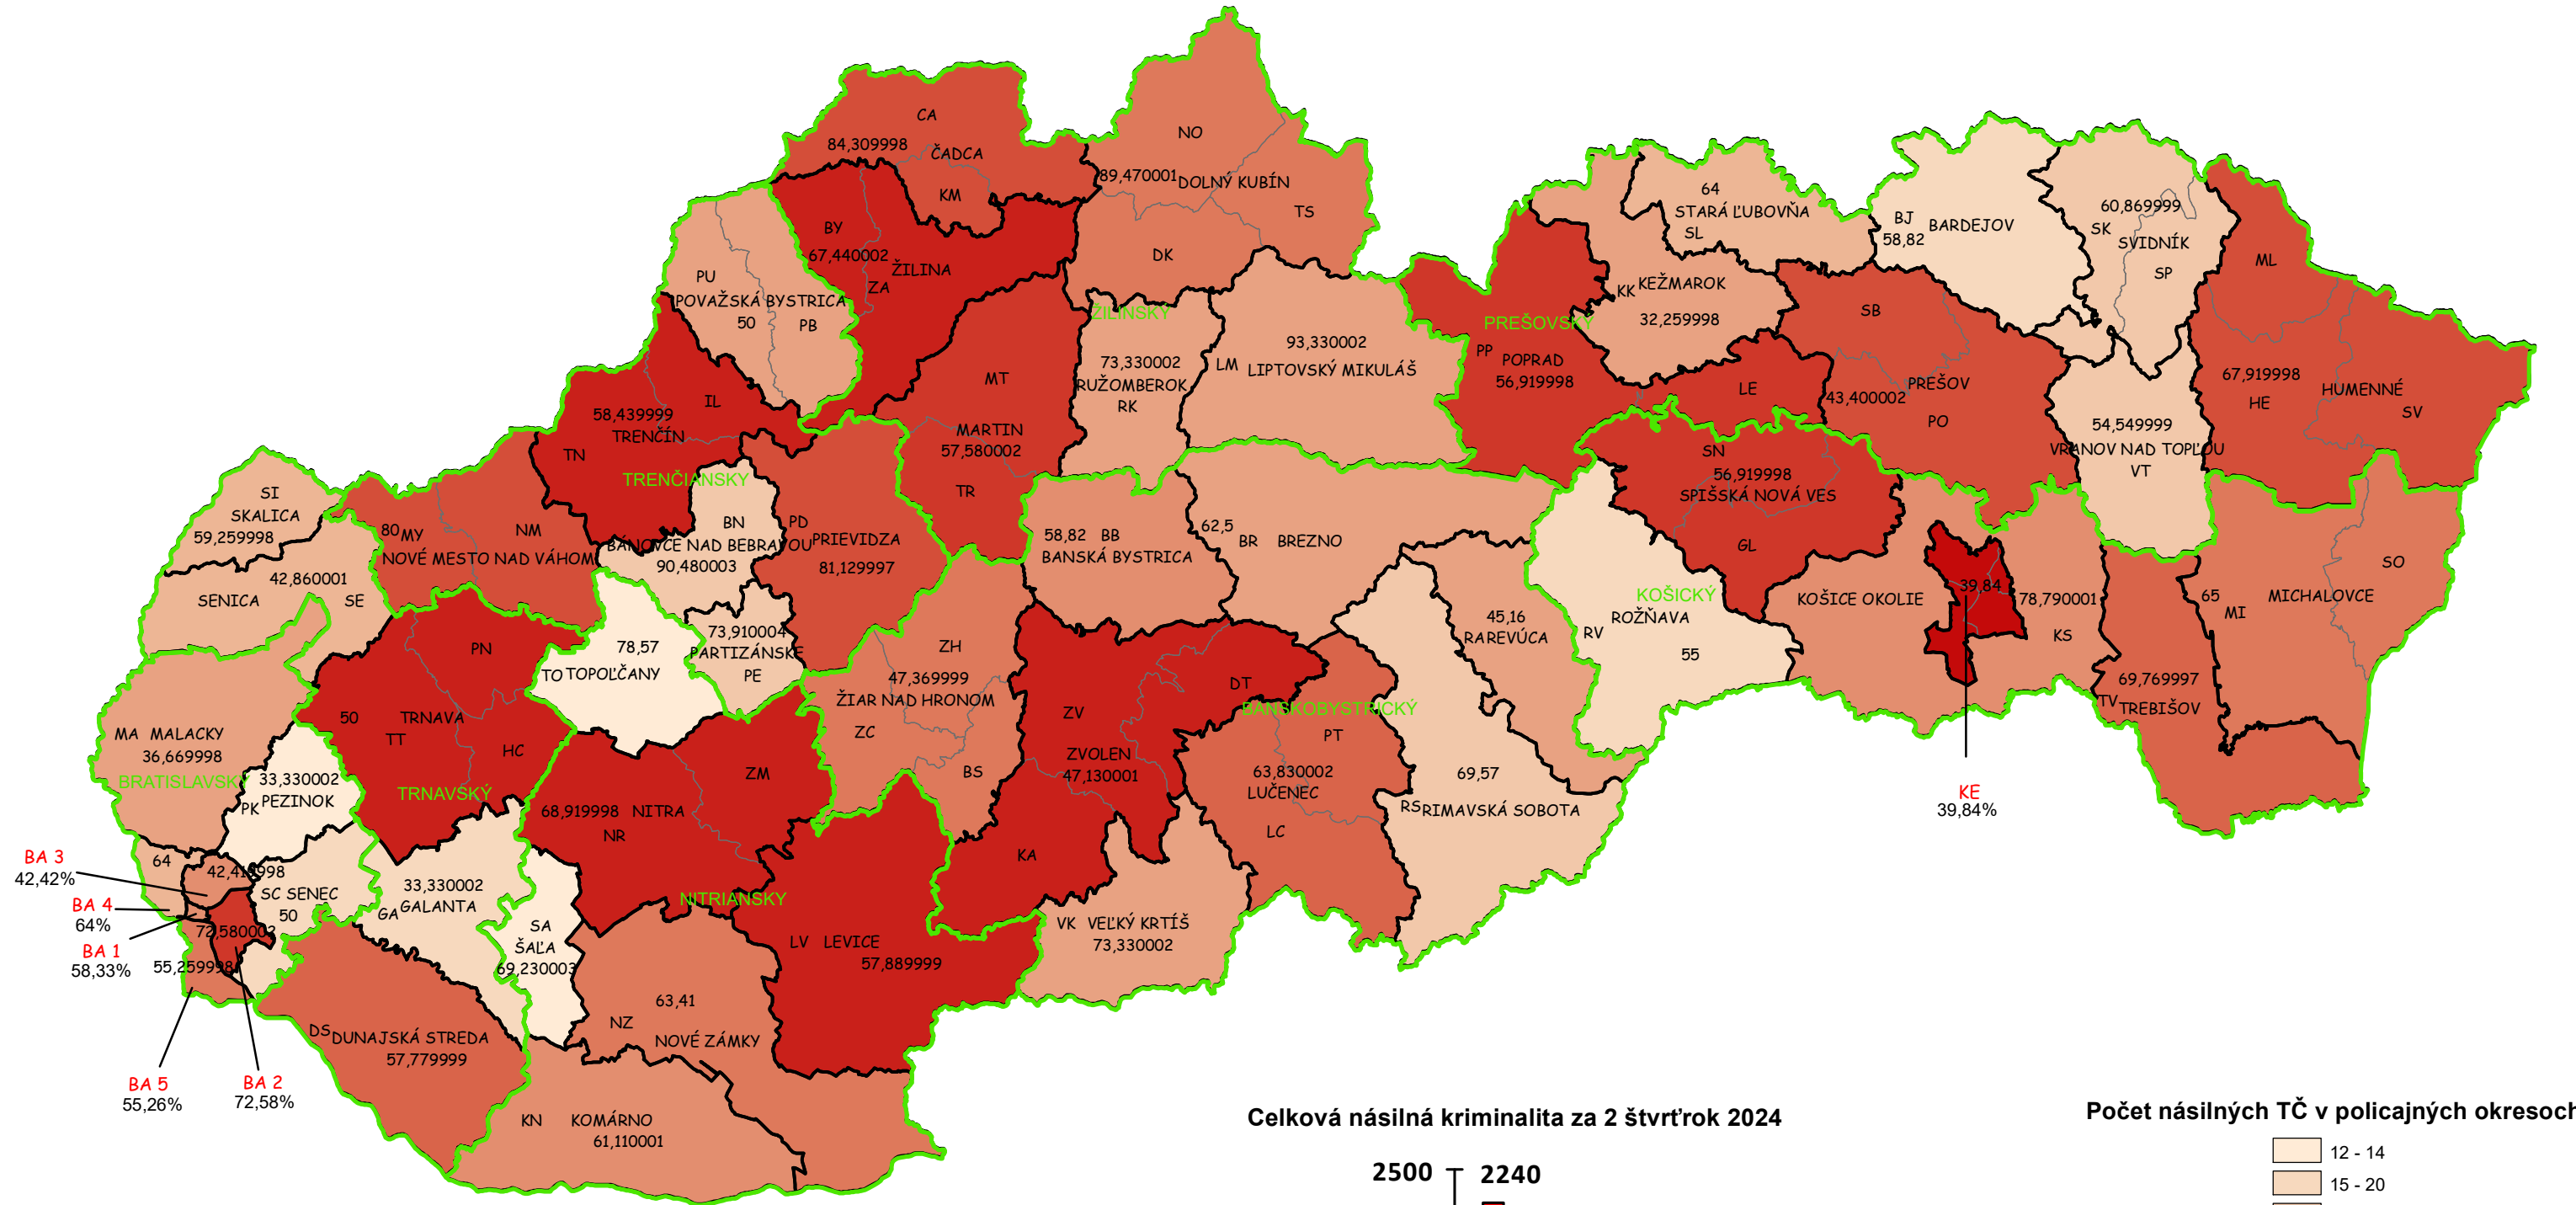 CA
84,309998
ČADCA
KM
NO
89,470001
DOLNÝ KUBÍN
TS
DK
BY
67,440002
ŽILINA
ZA
PU
POVAŽSKÁ BYSTRICA
50
PB
64
STARÁ ĽUBOVŇA
SL
BJ
58,82
BARDEJOV
60,869999
SK
SVIDNÍK
SP
ML
KK
KEŽMAROK
32,259998
ŽILINSKÝ
PREŠOVSKÝ
SB
PP
POPRAD
56,919998
LE
43,400002
PREŠOV
PO
67,919998
HUMENNÉ
HE
SV
54,549999
VRANOV NAD TOPĽOU
VT
93,330002
LM
LIPTOVSKÝ MIKULÁŠ
73,330002
RUŽOMBEROK
RK
MT
MARTIN
57,580002
TR
IL
58,439999
TRENČÍN
TN
TRENČIANSKY
SI
SKALICA
59,259998
42,860001
SENICA
SE
80
MY
NM
NOVÉ MESTO NAD VÁHOM
BN
BÁNOVCE NAD BEBRAVOU
90,480003
PD
PRIEVIDZA
81,129997
58,82
BB
BANSKÁ BYSTRICA
62,5
BR
BREZNO
SN
56,919998
SPIŠSKÁ NOVÁ VES
GL
KOŠICKÝ
ROŽŇAVA
RV
55
KOŠICE OKOLIE
39,84
78,790001
KS
65
MI
MICHALOVCE
SO
69,769997
TV
TREBIŠOV
KE
39,84%
45,16
RA
REVÚCA
69,57
RS
RIMAVSKÁ SOBOTA
BANSKOBYSTRICKÝ
PT
63,830002
LUČENEC
LC
DT
ZV
ZVOLEN
47,130001
KA
VK
VEĽKÝ KRTÍŠ
73,330002
ZH
47,369999
ŽIAR NAD HRONOM
ZC
BS
73,910004
PARTIZÁNSKE
PE
78,57
TO
TOPOĽČANY
PN
50
TRNAVA
TT
HC
TRNAVSKÝ
MA
MALACKY
36,669998
BRATISLAVSKÝ
33,330002
PEZINOK
PK
64
SC
SENEC
50
72,580002
33,330002
GALANTA
GA
SA
ŠAĽA
69,230003
68,919998
NITRA
NR
ZM
NITRIANSKY
LV
LEVICE
57,889999
63,41
NZ
NOVÉ ZÁMKY
KN
KOMÁRNO
61,110001
DS
DUNAJSKÁ STREDA
57,779999
BA 3
42,42%
BA 4
64%
BA 1
58,33%
BA 5
55,26%
BA 2
72,58%
Celková násilná kriminalita za 2 štvrťrok 2024
2500
2240
Počet násilných TČ v policajných okresoch
12 - 14
15 - 20